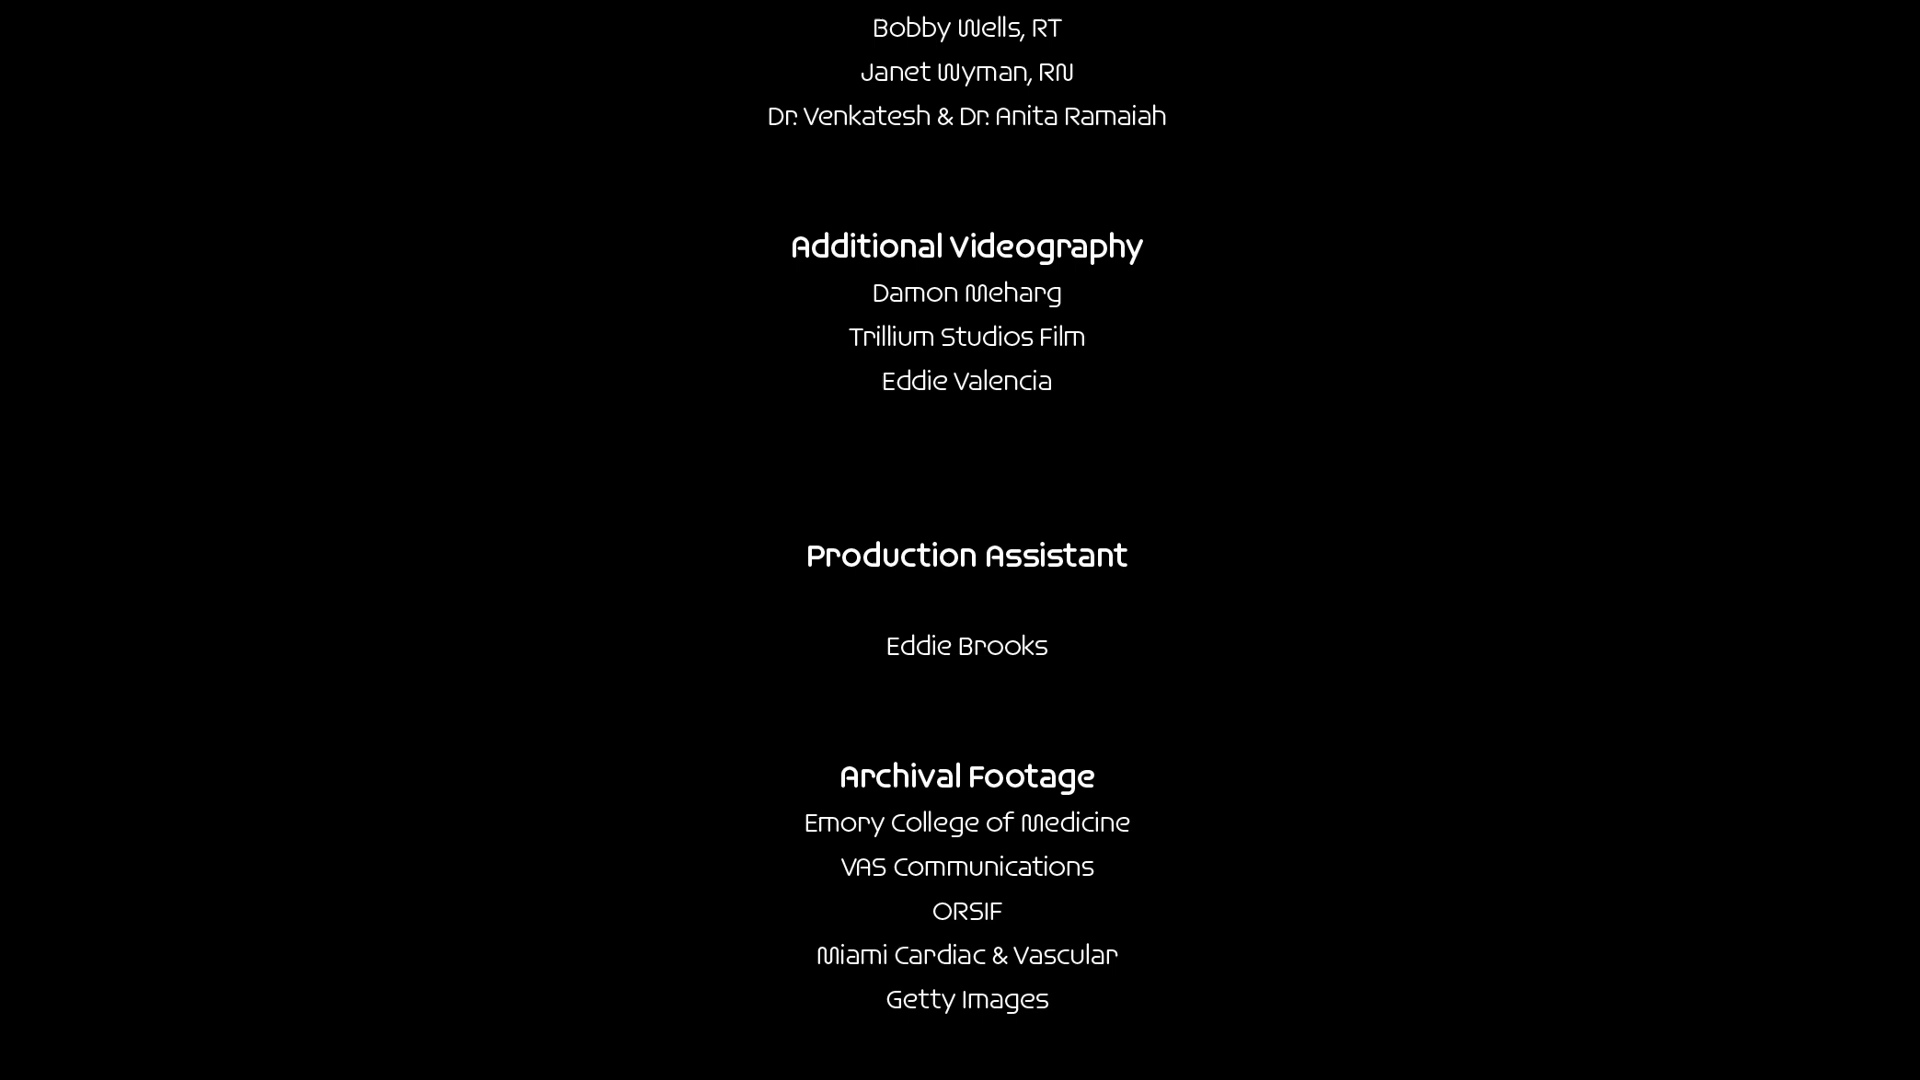 Bobby Wells, RT
Janet Wyman, RN
Dr. Venkatesh & Dr. Anita Ramaiah
Additional Videography
Damon Meharg
Trillium Studios Film
Eddie Valencia
Production Assistant
Eddie Brooks
Archival Footage
Emory College of Medicine
VAS Communications
ORSIF
Miami Cardiac & Vascular
Getty Images